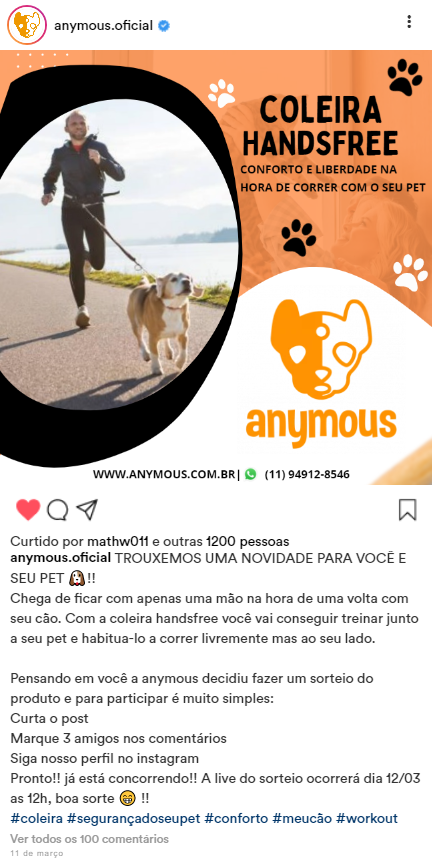 anymous.oficial
COLEIRA
HANDSFREE
CONFORTO E LIBERDADE NA
HORA DE CORRER COM O SEU PET
anymous
WWW.ANYMOUS.COM.BR| (11) 94912-8546
Curtido por mathw011 e outras 1200 pessoas
anymous.oficial TROUXEMOS UMA NOVIDADE PARA VOCÊ E
SEU PET 🐶!!
Chega de ficar com apenas uma mão na hora de uma volta com
seu cão. Com a coleira handsfree você vai conseguir treinar junto
a seu pet e habitua-lo a correr livremente mas ao seu lado.
Pensando em você a anymous decidiu fazer um sorteio do
produto e para participar é muito simples:
Curta o post
Marque 3 amigos nos comentários
Siga nosso perfil no instagram
Pronto!! já está concorrendo!! A live do sorteio ocorrerá dia 12/03
as 12h, boa sorte 😁 !!
#coleira #segurançadoseupet #conforto #meucão #workout
Ver todos os 100 comentários
11 de março